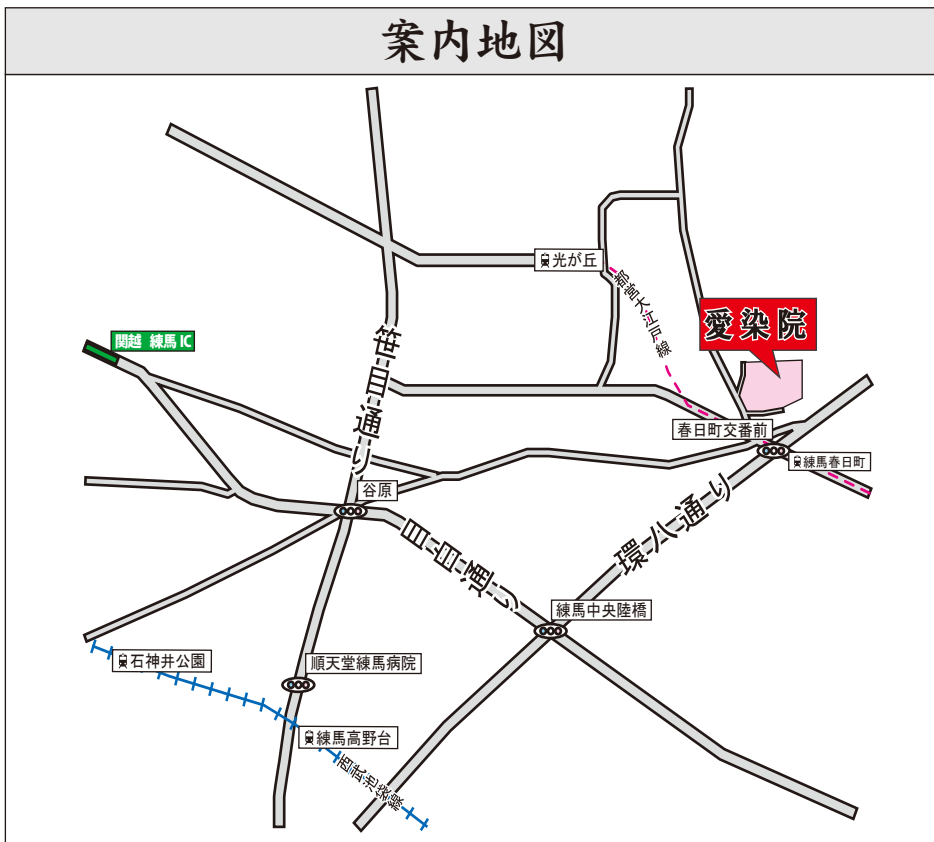 案内地図
光が丘
都営大江戸線
愛染院
関越 練馬IC
笹目通り
春日町交番前
練馬春日町
谷原
目白通り
環八通り
練馬中央陸橋
石神井公園
順天堂練馬病院
練馬高野台
西武池袋線